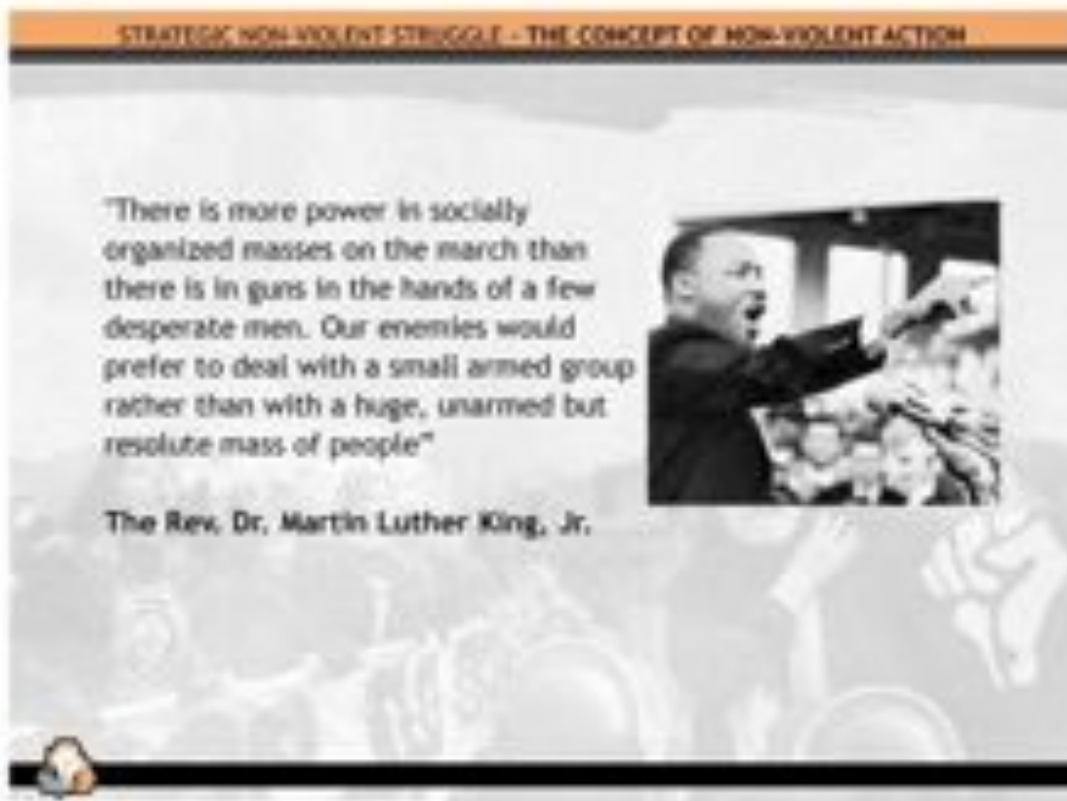 STRATEGIC NON-VIOLENT STRUGGLE - THE CONCEPT OF NON-VIOLENT ACTION
"There is more power in socially
organized masses on the march than
there is in guns in the hands of a few
desperate men. Our enemies would
prefer to deal with a small armed group
rather than with a huge, unarmed but
resolute mass of people"
The Rev. Dr. Martin Luther King, Jr.